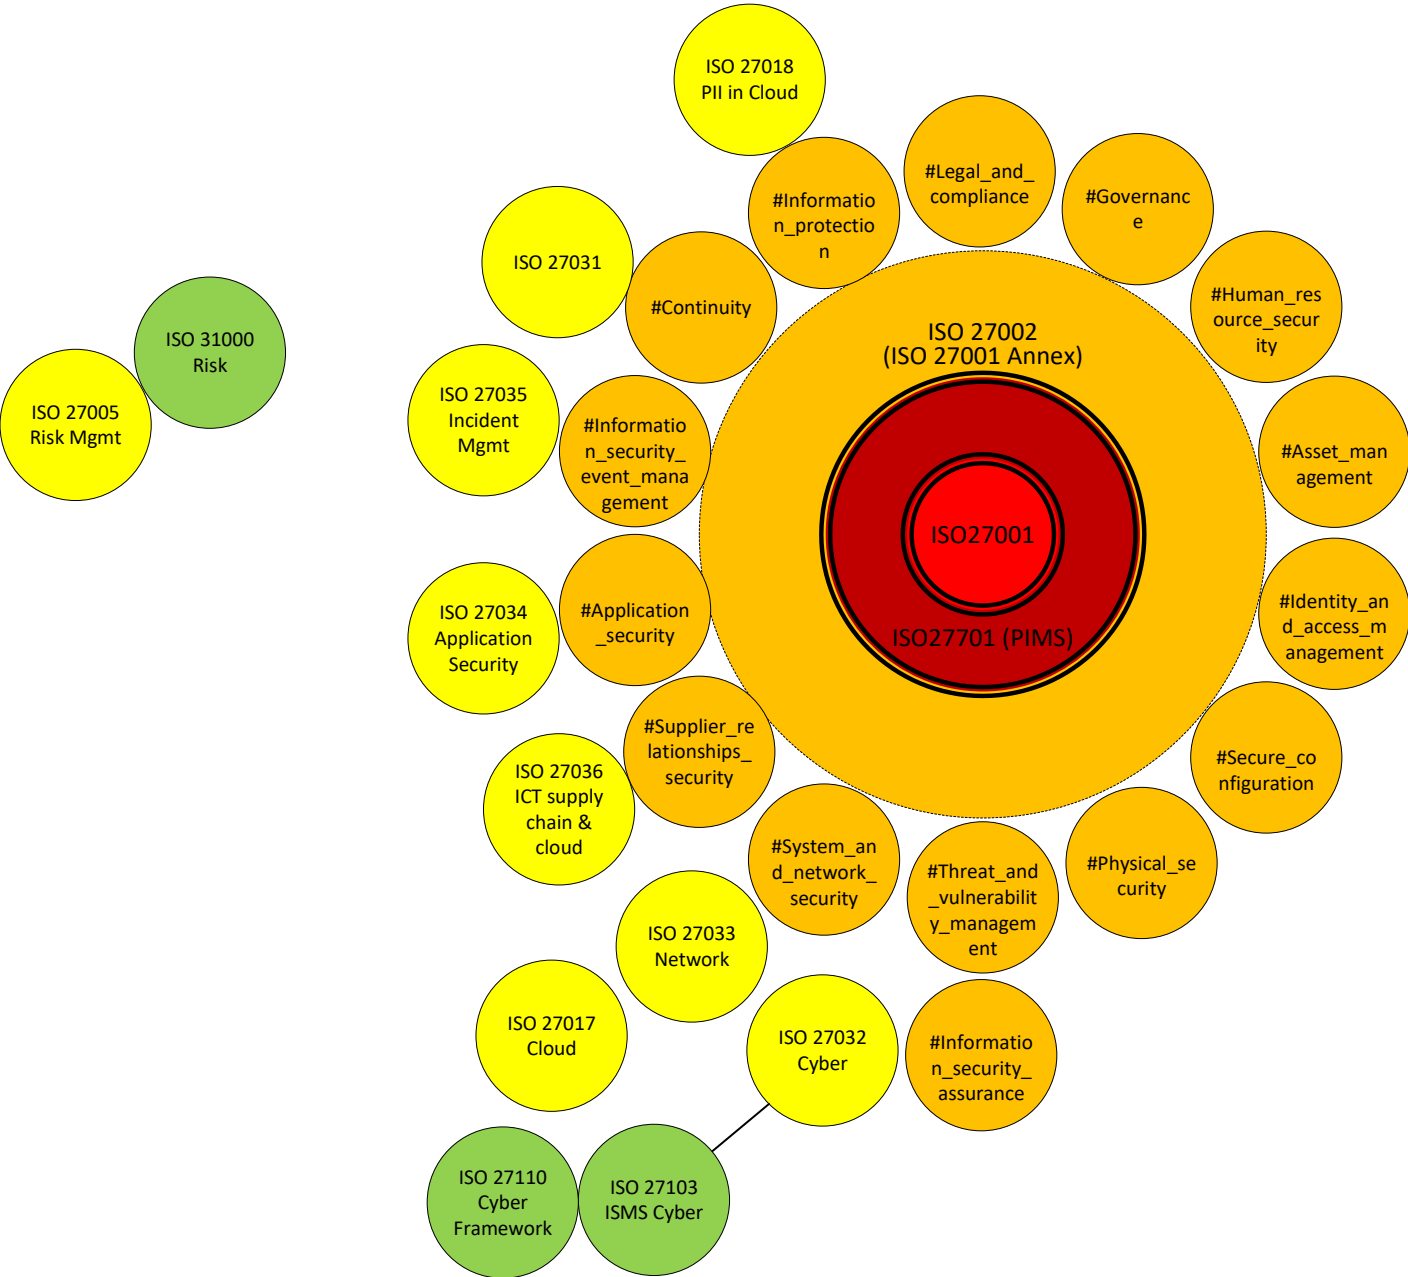 ISO 27018
PII in Cloud
#Legal_and_
compliance
#Governanc
e
#Informatio
n_protectio
n
ISO 27031
#Continuity
#Human_res
ource_secur
ity
ISO 31000
Risk
ISO 27005
Risk Mgmt
ISO 27002
(ISO 27001 Annex)
ISO 27035
Incident
Mgmt
#Informatio
n_security_
event_mana
gement
#Asset_man
agement
ISO27001
ISO 27034
Application
Security
#Application
_security
ISO27701 (PIMS)
#Identity_an
d_access_m
anagement
#Supplier_re
lationships_
security
#Secure_co
nfiguration
ISO 27036
ICT supply
chain &
cloud
#System_an
d_network_
security
#Threat_and
_vulnerabilit
y_managem
ent
#Physical_se
curity
ISO 27033
Network
ISO 27017
Cloud
ISO 27032
Cyber
#Informatio
n_security_
assurance
ISO 27110
Cyber
Framework
ISO 27103
ISMS Cyber